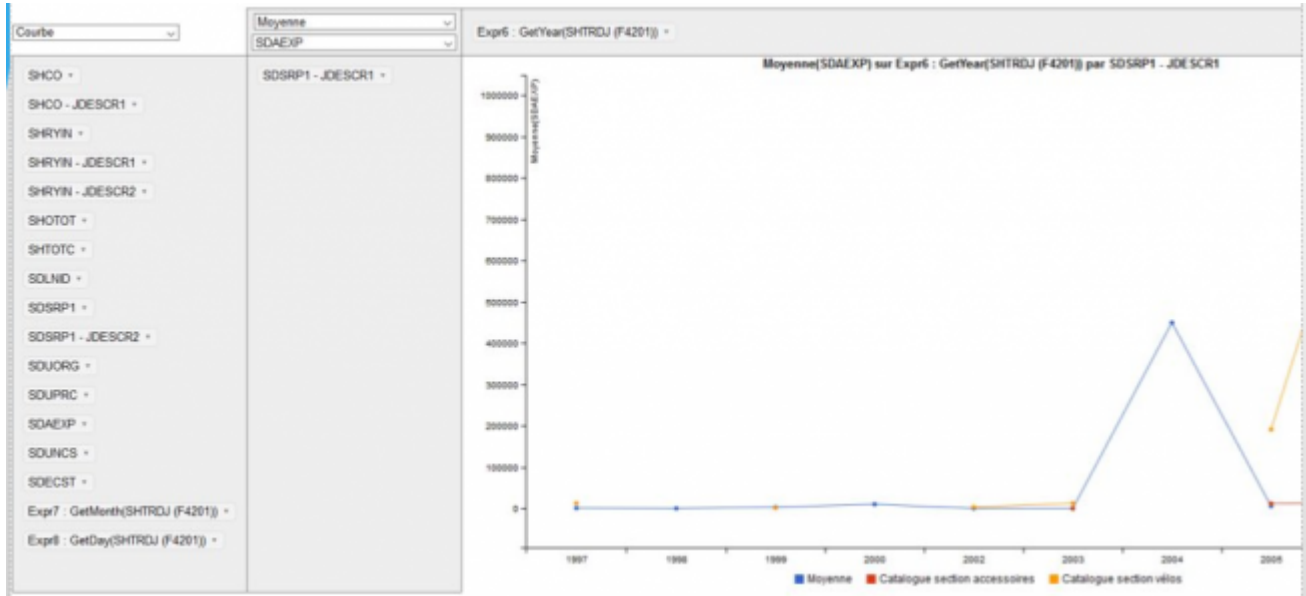 Courbe
Moyenne
SDAEXP
Expr6 : GetYear(SHTRDJ (F4201))
SHCO
SHCO - JDESCR1
SHRYIN
SHRYIN - JDESCR1
SHRYIN - JDESCR2
SHOTOT
SHTOTC
SDLNID
SDSRP1
SDSRP1 - JDESCR2
SDUORG
SDUPRC
SDAEXP
SDUNCS
SDECST
Expr7 : GetMonth(SHTRDJ (F4201))
Expr8 : GetDay(SHTRDJ (F4201))
SDSRP1 - JDESCR1
Moyenne(SDAEXP) sur Expr6 : GetYear(SHTRDJ (F4201)) par SDSRP1 - JDESCR1
Moyenne(SDAEXP)
1000000
900000
800000
700000
600000
500000
400000
300000
200000
100000
0
1997 1998 1999 2000 2002 2003 2004 2005
Moyenne Catalogue section accessoires Catalogue section vélos